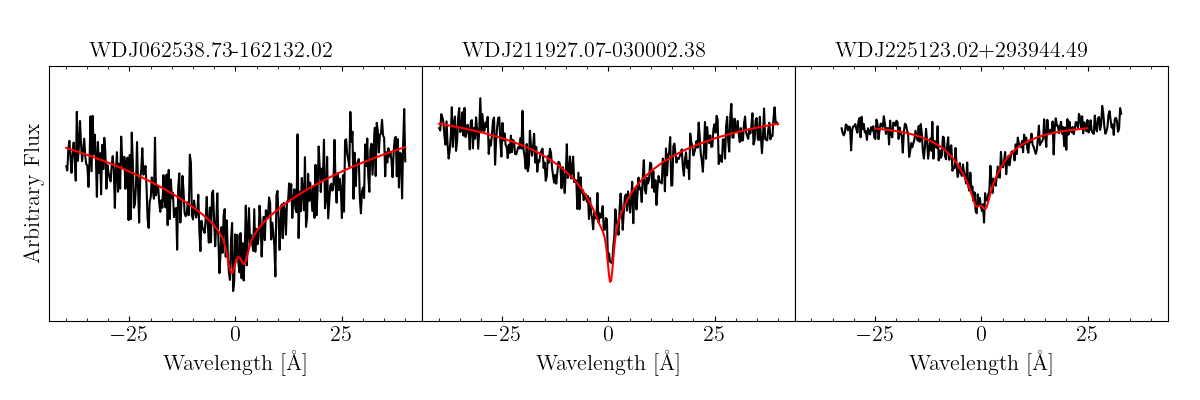 WDJ062538.73-162132.02 WDJ211927.07-030002.38 WDJ225123.02+293944.49
Arbitrary Flux
−25 0 25 −25 0 25 −25 0 25
Wavelength [Å] Wavelength [Å] Wavelength [Å]